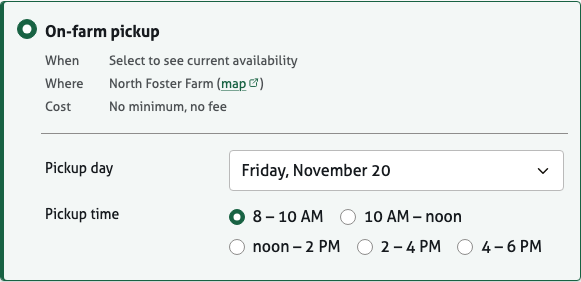 On-farm pickup
When Select to see current availability
Where North Foster Farm (map)
Cost No minimum, no fee
Pickup day Friday, November 20
Pickup time 8 – 10 AM 10 AM – noon
noon – 2 PM 2 – 4 PM 4 – 6 PM